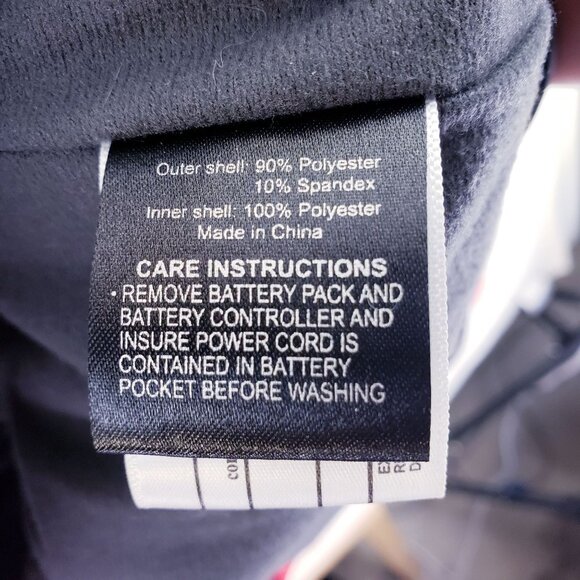 Outer shell: 90% Polyester
10% Spandex
Inner shell: 100% Polyester
Made in China
CARE INSTRUCTIONS
• REMOVE BATTERY PACK AND
BATTERY CONTROLLER AND
INSURE POWER CORD IS
CONTAINED IN BATTERY
POCKET BEFORE WASHING